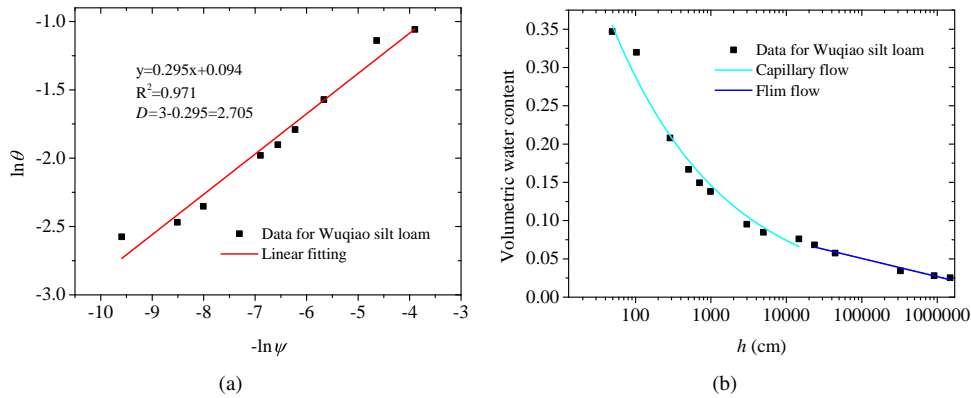 (a)
-1.0
-1.5
-2.0
-2.5
-3.0
lnθ
y=0.295x+0.094
R²=0.971
D=3-0.295=2.705
Data for Wuqiao silt loam
Linear fitting
-10 -9 -8 -7 -6 -5 -4 -3
-lnψ
(a)
(b)
0.35
0.30
0.25
0.20
0.15
0.10
0.05
0.00
Volumetric water content
Data for Wuqiao silt loam
Capillary flow
Flim flow
100 1000 10000 100000 1000000
h (cm)
(b)